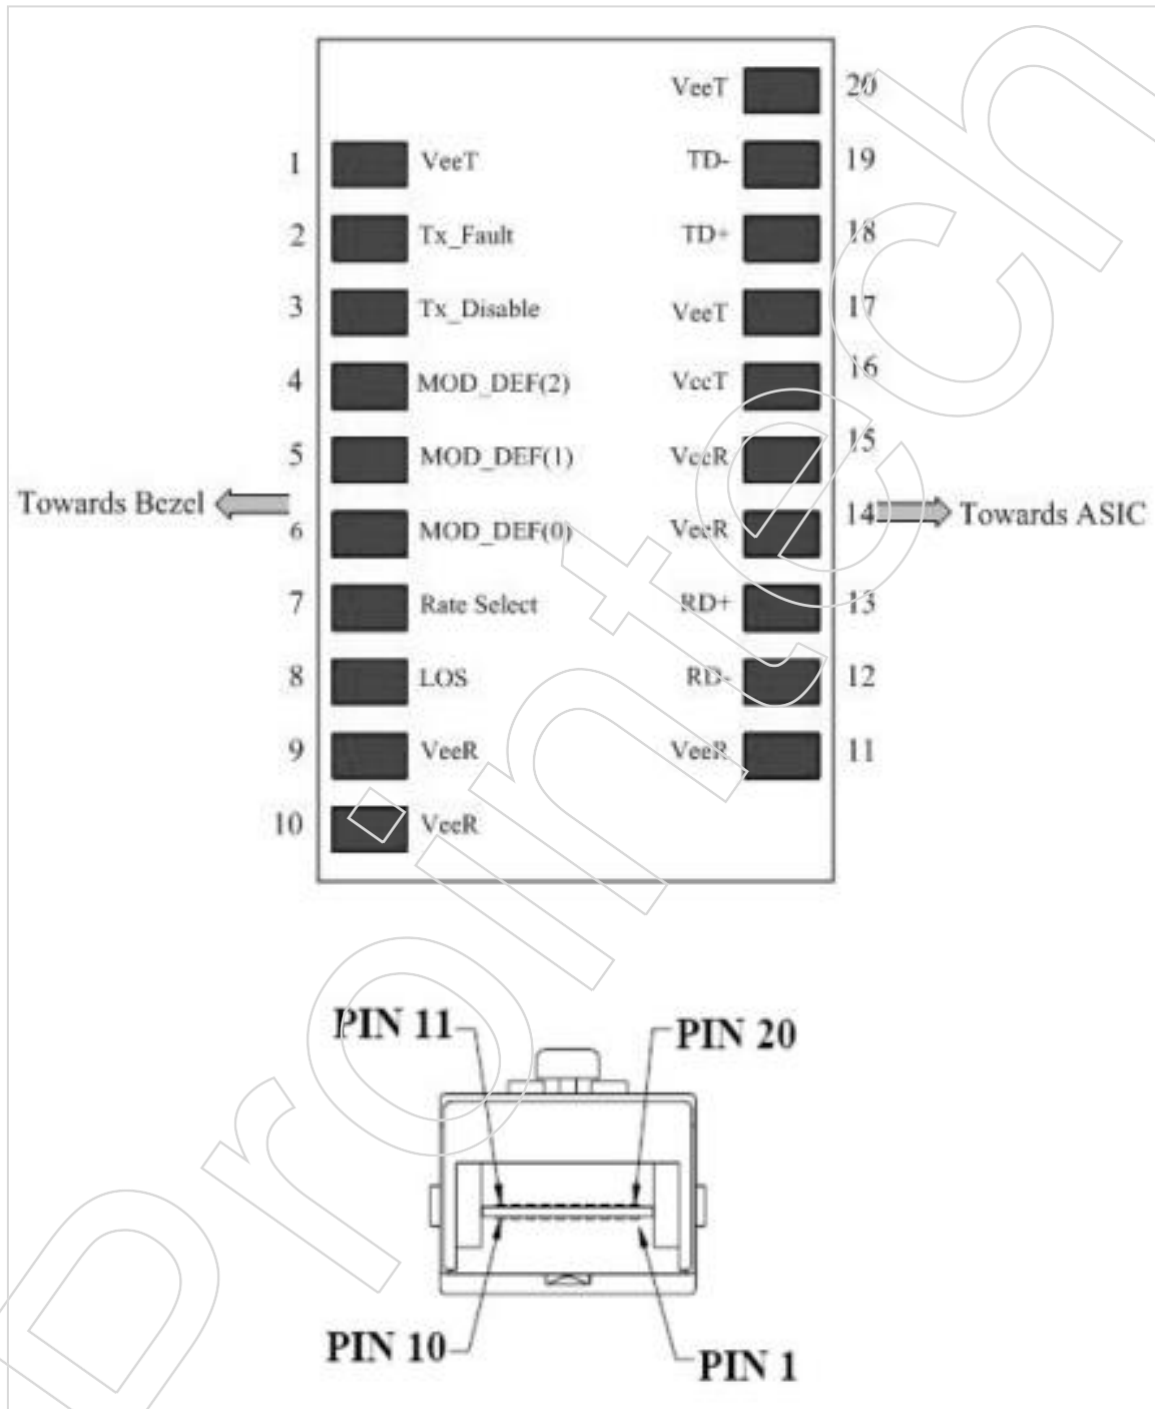 VeeT 20
1 VeeT TD- 19
2 Tx_Fault TD+ 18
3 Tx_Disable VeeT 17
4 MOD_DEF(2) VccT 16
5 MOD_DEF(1) VccR 15
Towards Bezel 6 MOD_DEF(0) VeeR 14 Towards ASIC
7 Rate Select RD+ 13
8 LOS RD- 12
9 VeeR VeeR 11
10 VeeR
PIN 11 PIN 20
PIN 10 PIN 1
Prointech